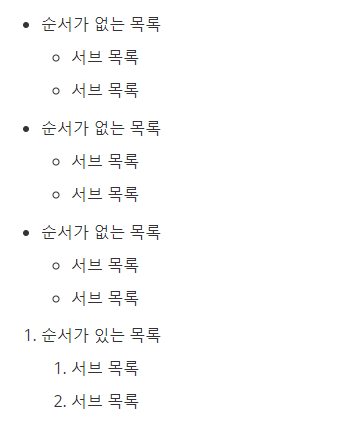 • 순서가 없는 목록
◦ 서브 목록
◦ 서브 목록
• 순서가 없는 목록
◦ 서브 목록
◦ 서브 목록
• 순서가 없는 목록
◦ 서브 목록
◦ 서브 목록
1. 순서가 있는 목록
1. 서브 목록
2. 서브 목록